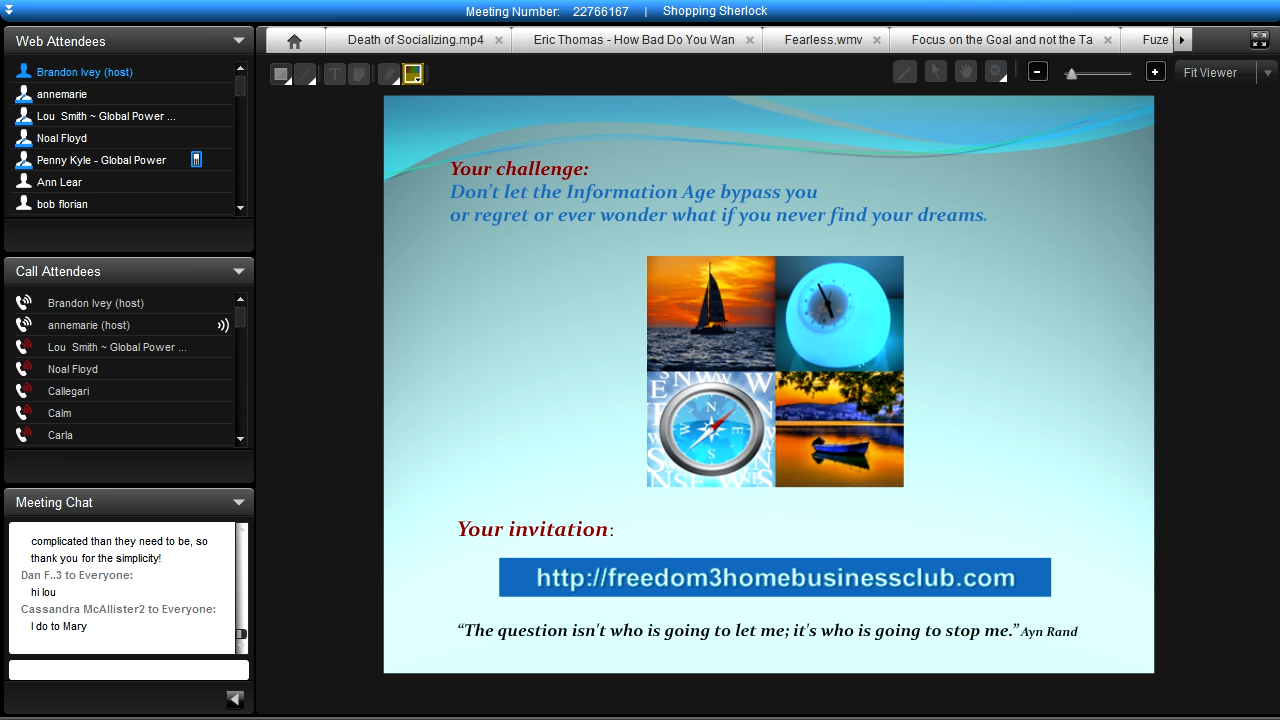 Meeting Number: 22766167 | Shopping Sherlock
Web Attendees
Brandon Ivey (host)
annemarie
Lou Smith ~ Global Power ...
Noal Floyd
Penny Kyle - Global Power
Ann Lear
bob florian
Call Attendees
Brandon Ivey (host)
annemarie (host)
Lou Smith ~ Global Power ...
Noal Floyd
Callegari
Calm
Carla
Meeting Chat
complicated than they need to be, so
thank you for the simplicity!
Dan F..3 to Everyone:
hi lou
Cassandra McAllister2 to Everyone:
I do to Mary
Death of Socializing.mp4
Eric Thomas - How Bad Do You Wan
Fearless.wmv
Focus on the Goal and not the Ta
Fuze
Fit Viewer
Your challenge:
Don't let the Information Age bypass you
or regret or ever wonder what if you never find your dreams.
N
E
S
W
Your invitation:
http://freedom3homebusinessclub.com
“The question isn't who is going to let me; it's who is going to stop me.” Ayn Rand